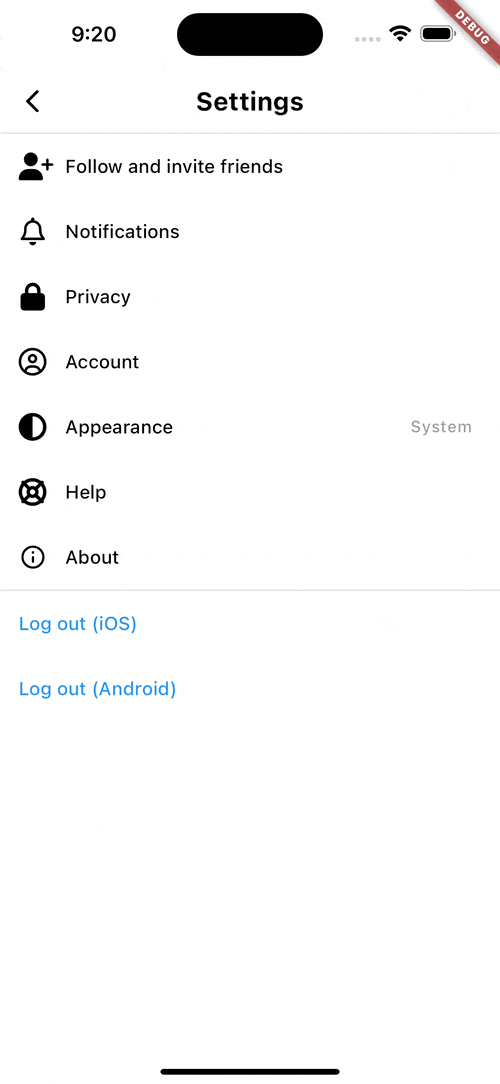 9:20
DEBUG
Settings
Follow and invite friends
Notifications
Privacy
Account
Appearance
System
Help
About
Log out (iOS)
Log out (Android)